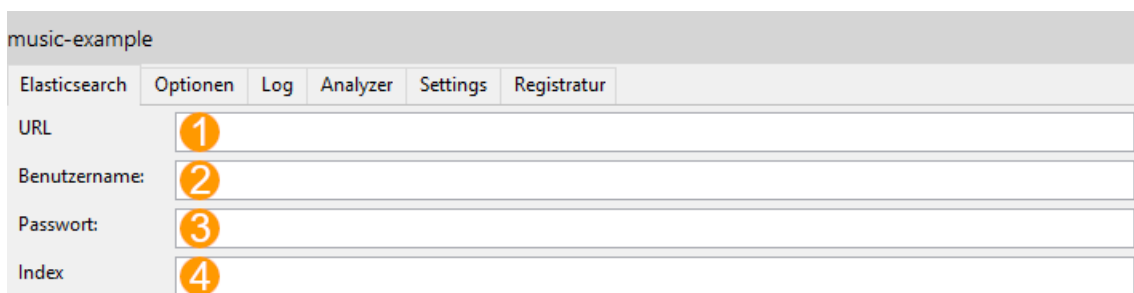 music-example
Elasticsearch Optionen Log Analyzer Settings Registratur
URL 1
Benutzername: 2
Passwort: 3
Index 4